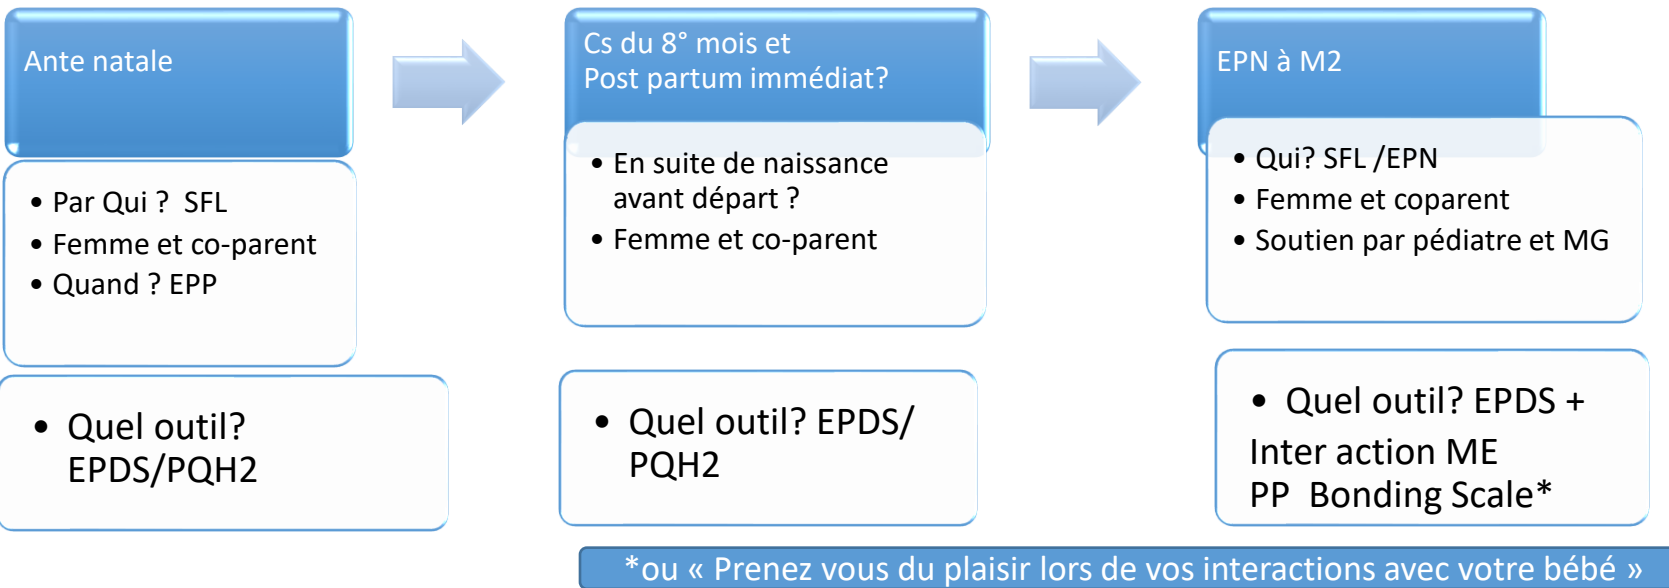 Ante natale
• Par Qui ?  SFL
• Femme et co-parent
• Quand ? EPP
• Quel outil?
EPDS/PQH2
Cs du 8° mois et
Post partum immédiat?
• En suite de naissance
avant départ ?
• Femme et co-parent
• Quel outil? EPDS/
PQH2
EPN à M2
• Qui? SFL /EPN
• Femme et coparent
• Soutien par pédiatre et MG
• Quel outil? EPDS +
Inter action ME
PP  Bonding Scale*
*ou « Prenez vous du plaisir lors de vos interactions avec votre bébé »